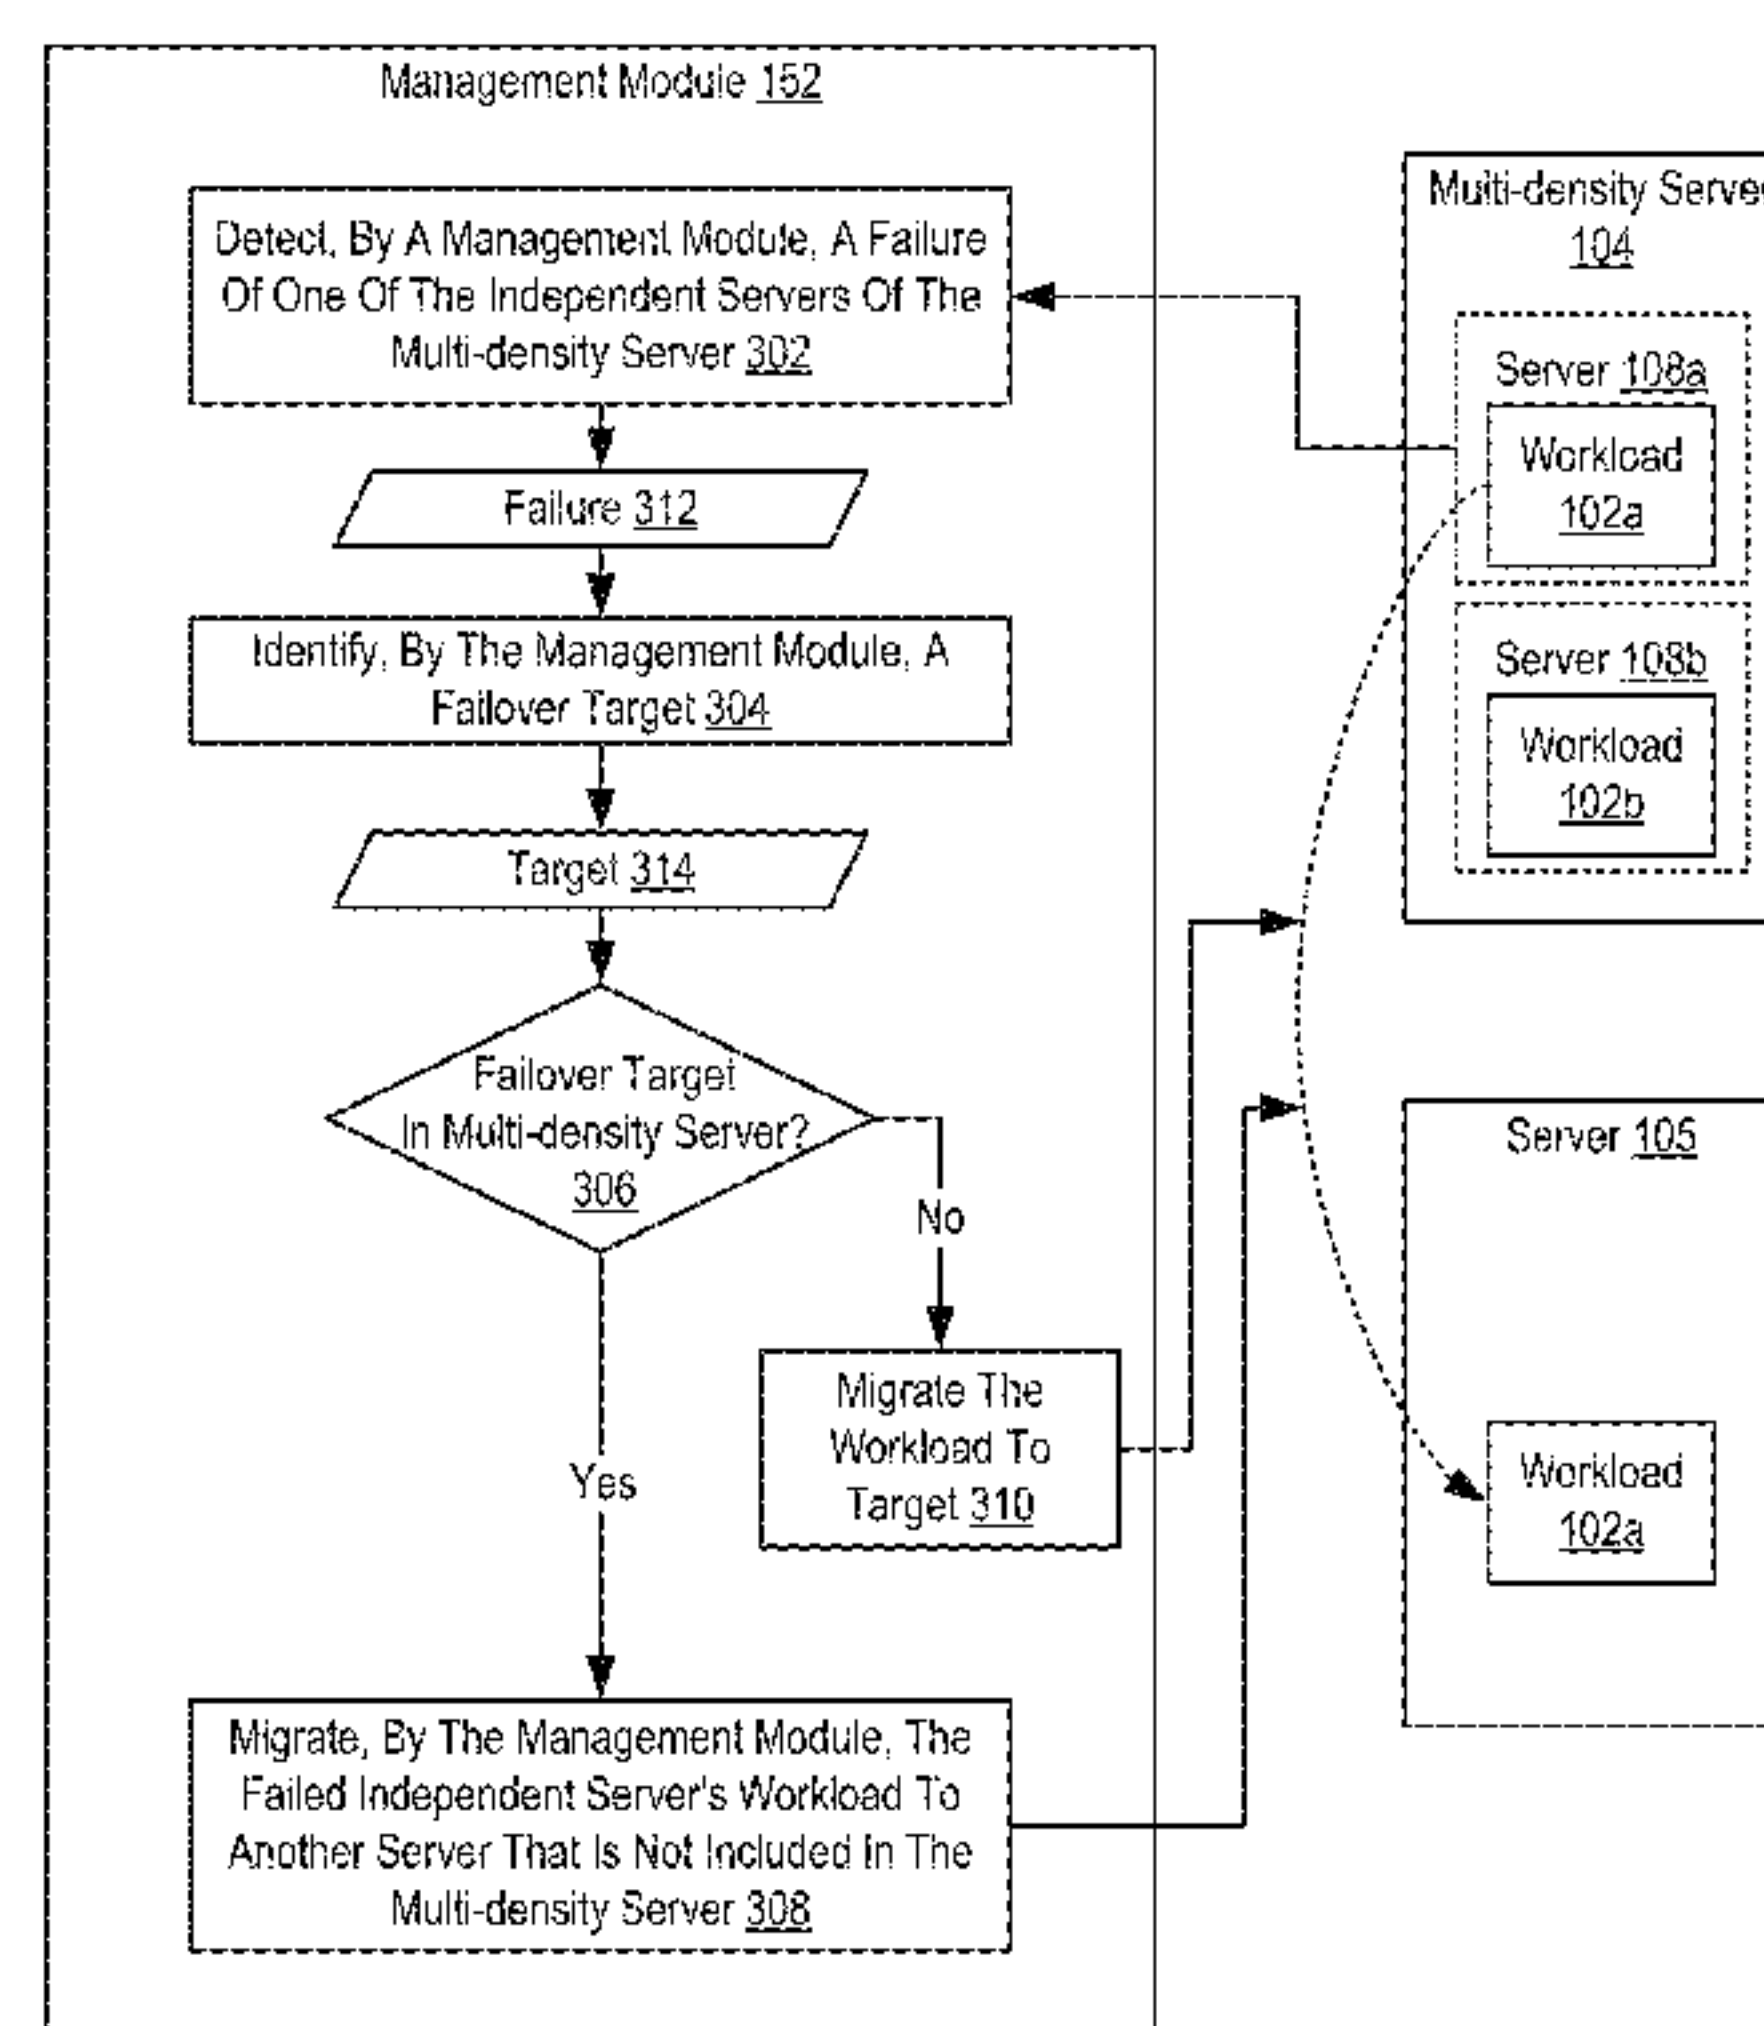 Management Module 152
Detect, By A Management Module, A Failure
Of One Of The Independent Servers Of The
Multi-density Server 302
Failure 312
Identify, By The Management Module, A
Failover Target 304
Target 314
Failover Target
In Multi-density Server?
306
No
Yes
Migrate The
Workload To
Target 310
Migrate, By The Management Module, The
Failed Independent Server's Workload To
Another Server That Is Not Included In The
Multi-density Server 308
Multi-density Server
104
Server 108a
Workload
102a
Server 108b
Workload
102b
Server 105
Workload
102a